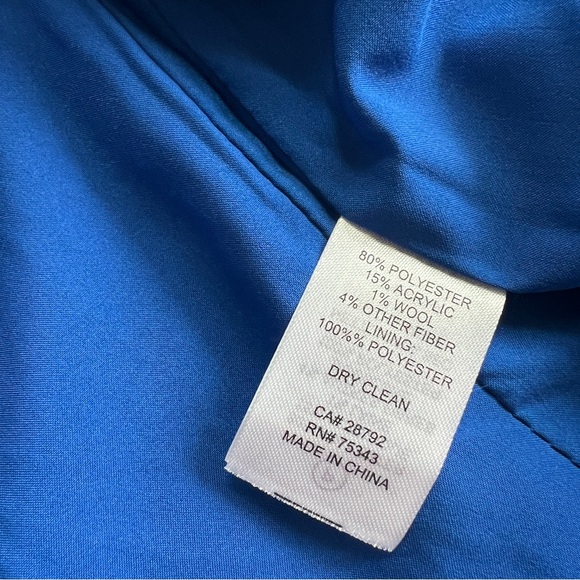 80% POLYESTER
15% ACRYLIC
1% WOOL
4% OTHER FIBER
LINING:
100%% POLYESTER
DRY CLEAN
CA# 28792
RN# 75343
MADE IN CHINA